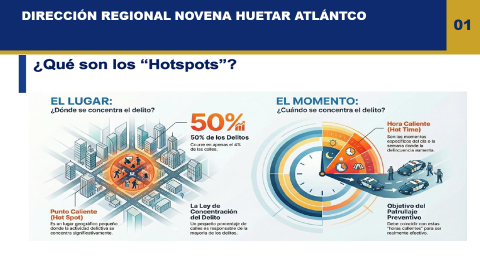 DIRECCIÓN REGIONAL NOVENA HUETAR ATLÁNTCO
01
¿Qué son los “Hotspots”?
EL LUGAR:
¿Dónde se concentra el delito?
50%
50% de los Delitos
Ocurre en apenas el 4%
de las calles.
Punto Caliente
(Hot Spot)
Es un lugar geográfico pequeño
donde la actividad delictiva se
concentra significativamente.
La Ley de
Concentración
del Delito
Un pequeño porcentaje de
calles es responsable de la
mayoría de los delitos.
EL MOMENTO:
¿Cuándo se concentra el delito?
Hora Caliente
(Hot Time)
Son los momentos
específicos del día o la
semana donde la
delincuencia aumenta.
Objetivo del
Patrullaje
Preventivo
Debe coincidir con estas
"horas calientes" para ser
realmente efectivo.